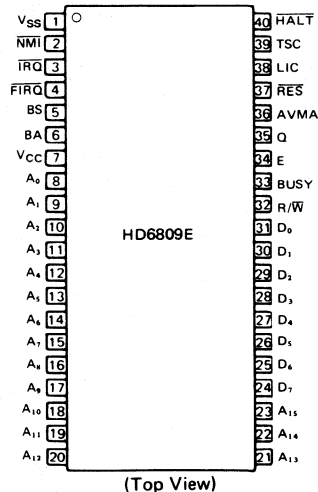 VSS 1 40 HALT
NMI 2 39 TSC
IRQ 3 38 LIC
FIRQ 4 37 RES
BS 5 36 AVMA
BA 6 35 Q
VCC 7 34 E
A0 8 33 BUSY
A1 9 32 R/W
A2 10 31 D0
A3 11 30 D1
A4 12 29 D2
HD6809E
A5 13 28 D3
A6 14 27 D4
A7 15 26 D5
A8 16 25 D6
A9 17 24 D7
A10 18 23 A15
A11 19 22 A14
A12 20 21 A13
(Top View)